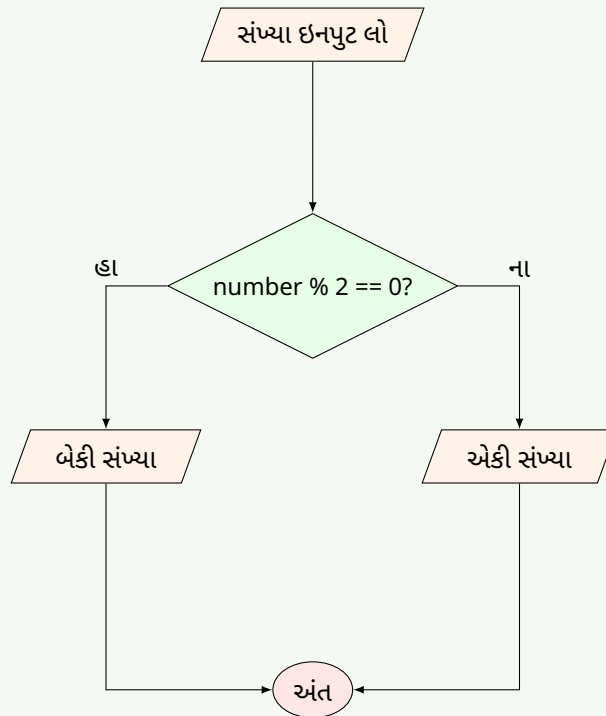 સંખ્યા ઇનપુટ લો
હા
ના
number % 2 == 0?
બેકી સંખ્યા
એકી સંખ્યા
અંત